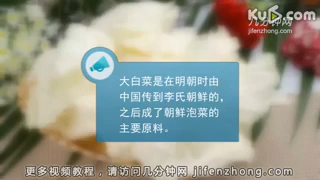 Ku6.com
几分钟网
jifenzhong.com
大白菜是在明朝时由
中国传到李氏朝鲜的，
之后成了朝鲜泡菜的
主要原料。
更多视频教程，请访问几分钟网 jifenzhong.com